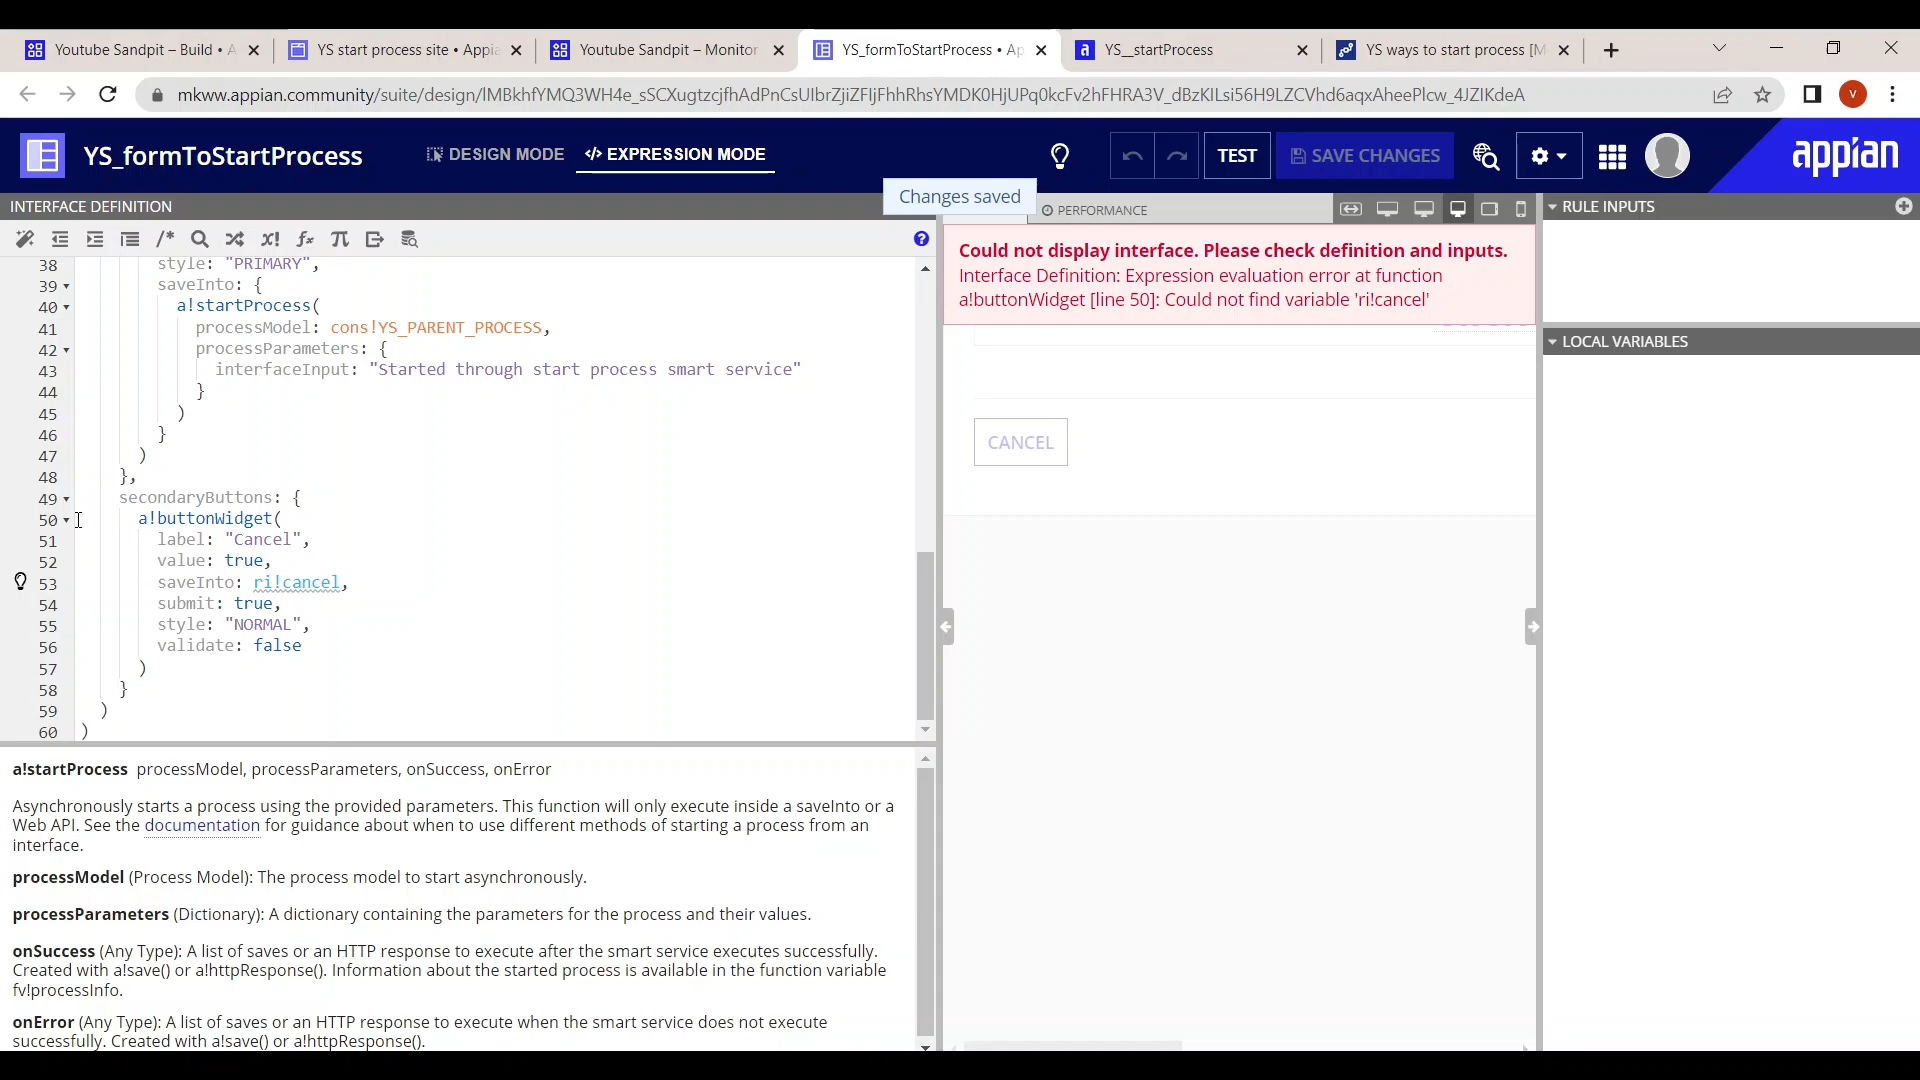 Youtube Sandpit – Build • A
YS start process site • Appia
Youtube Sandpit – Monitor
YS_formToStartProcess • Ap
YS__startProcess
YS ways to start process [M
mkww.appian.community/suite/design/lMBkhfYMQ3WH4e_sSCXugtzcjfhAdPnCsUIbrZjiZFIjFhhRhsYMDK0HjUPq0kcFv2hFHRA3V_dBzKILsi56H9LZCVhd6aqxAheePlcw_4JZIKdeA
V
YS_formToStartProcess
DESIGN MODE
</> EXPRESSION MODE
TEST
SAVE CHANGES
appian
Changes saved
INTERFACE DEFINITION
PERFORMANCE
RULE INPUTS
LOCAL VARIABLES
Could not display interface. Please check definition and inputs.
Interface Definition: Expression evaluation error at function
a!buttonWidget [line 50]: Could not find variable 'ri!cancel'
CANCEL
38 style: "PRIMARY",
39 saveInto: {
40 a!startProcess(
41 processModel: cons!YS_PARENT_PROCESS,
42 processParameters: {
43 interfaceInput: "Started through start process smart service"
44 }
45 )
46 }
47 )
48 },
49 secondaryButtons: {
50 a!buttonWidget(
51 label: "Cancel",
52 value: true,
53 saveInto: ri!cancel,
54 submit: true,
55 style: "NORMAL",
56 validate: false
57 )
58 }
59 )
60 )
a!startProcess processModel, processParameters, onSuccess, onError
Asynchronously starts a process using the provided parameters. This function will only execute inside a saveInto or a
Web API. See the documentation for guidance about when to use different methods of starting a process from an
interface.
processModel (Process Model): The process model to start asynchronously.
processParameters (Dictionary): A dictionary containing the parameters for the process and their values.
onSuccess (Any Type): A list of saves or an HTTP response to execute after the smart service executes successfully.
Created with a!save() or a!httpResponse(). Information about the started process is available in the function variable
fv!processInfo.
onError (Any Type): A list of saves or an HTTP response to execute when the smart service does not execute
successfully. Created with a!save() or a!httpResponse().